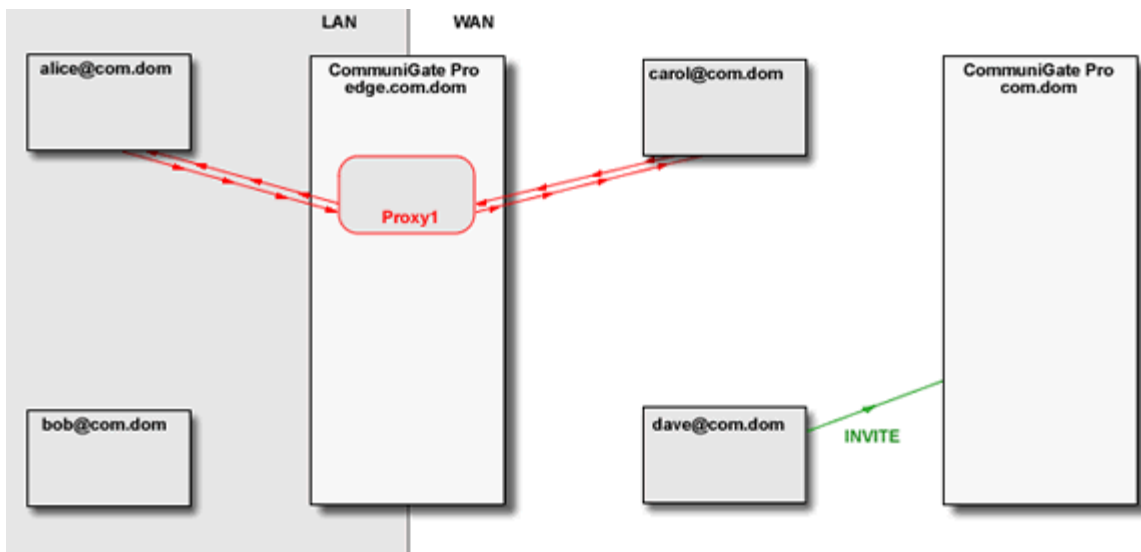 LAN
WAN
alice@com.dom
CommuniGate Pro
edge.com.dom
carol@com.dom
CommuniGate Pro
com.dom
Proxy1
bob@com.dom
dave@com.dom
INVITE